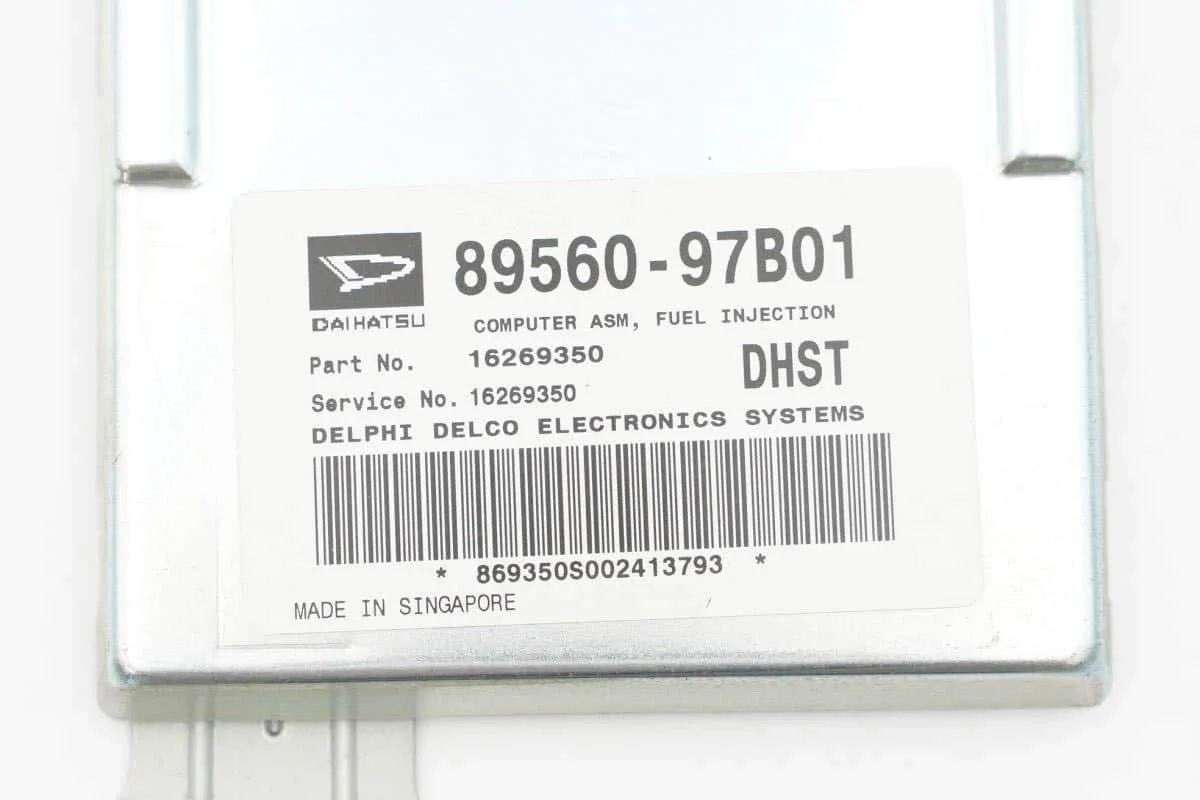 89560-97B01
DAIHATSU
COMPUTER ASM, FUEL INJECTION
Part No. 16269350
DHST
Service No. 16269350
DELPHI DELCO ELECTRONICS SYSTEMS
* 869350S002413793 *
MADE IN SINGAPORE